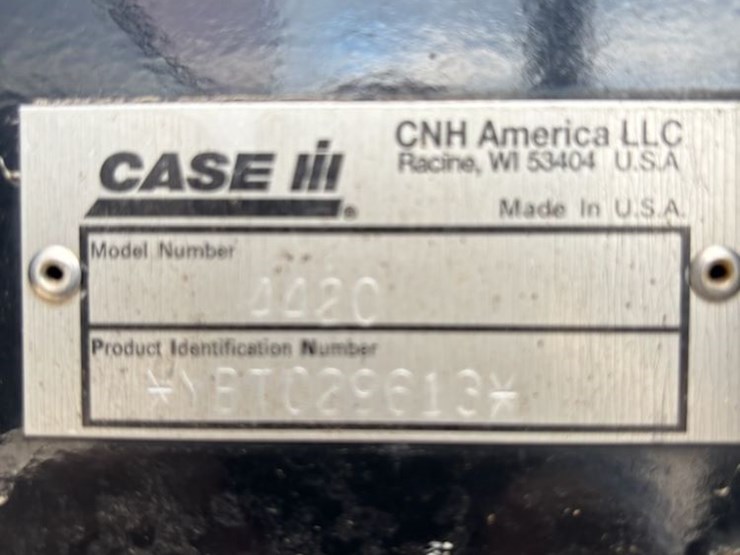 CASE IH
CNH America LLC
Racine, WI 53404 U.S.A
Made In U.S.A.
Model Number
4420
Product Identification Number
*YBT029613*